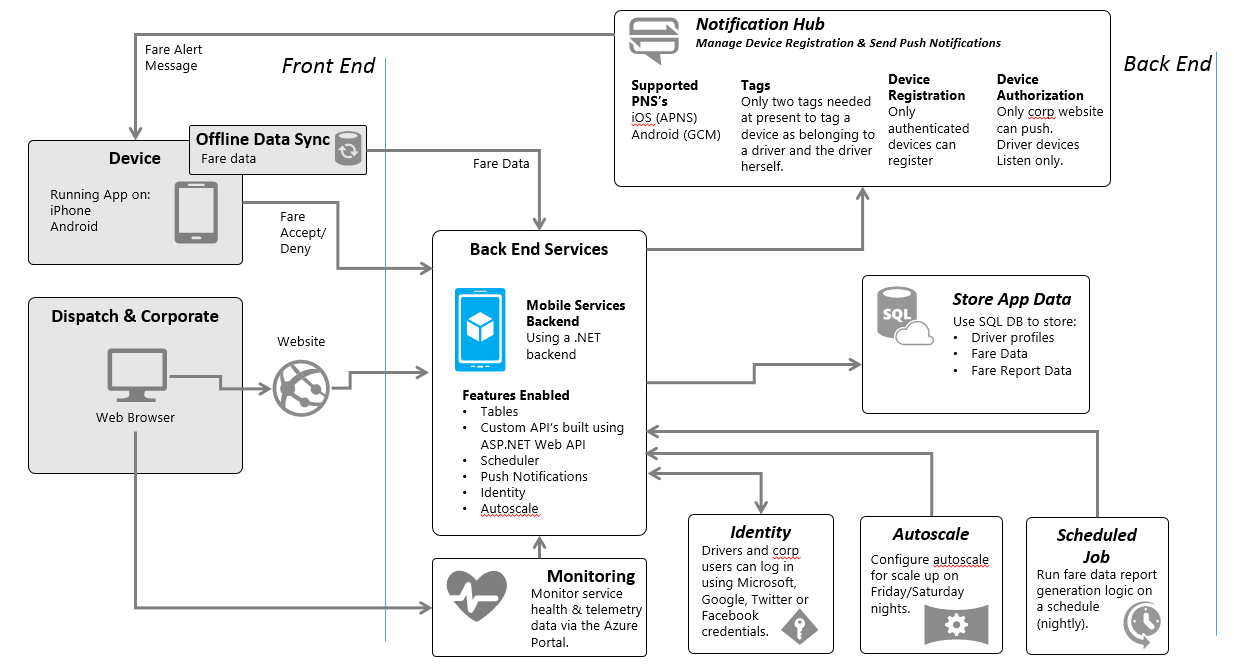 Notification Hub
Manage Device Registration & Send Push Notifications
Supported
PNS's
iOS (APNS)
Android (GCM)
Tags
Only two tags needed
at present to tag a
device as belonging to
a driver and the driver
herself.
Device
Registration
Only
authenticated
devices can
register
Device
Authorization
Only corp website
can push.
Driver devices
Listen only.
Fare Alert
Message
Front End
Back End
Offline Data Sync
Fare data
Device
Running App on:
iPhone
Android
Fare Data
Fare
Accept/
Deny
Back End Services
Mobile Services
Backend
Using a .NET
backend
Features Enabled
• Tables
• Custom API's built using
ASP.NET Web API
• Scheduler
• Push Notifications
• Identity
• Autoscale
Dispatch & Corporate
Web Browser
Website
SQL
Store App Data
Use SQL DB to store:
• Driver profiles
• Fare Data
• Fare Report Data
Monitoring
Monitor service
health & telemetry
data via the Azure
Portal.
Identity
Drivers and corp
users can log in
using Microsoft,
Google, Twitter or
Facebook
credentials.
Autoscale
Configure autoscale
for scale up on
Friday/Saturday
nights.
Scheduled
Job
Run fare data report
generation logic on
a schedule
(nightly).